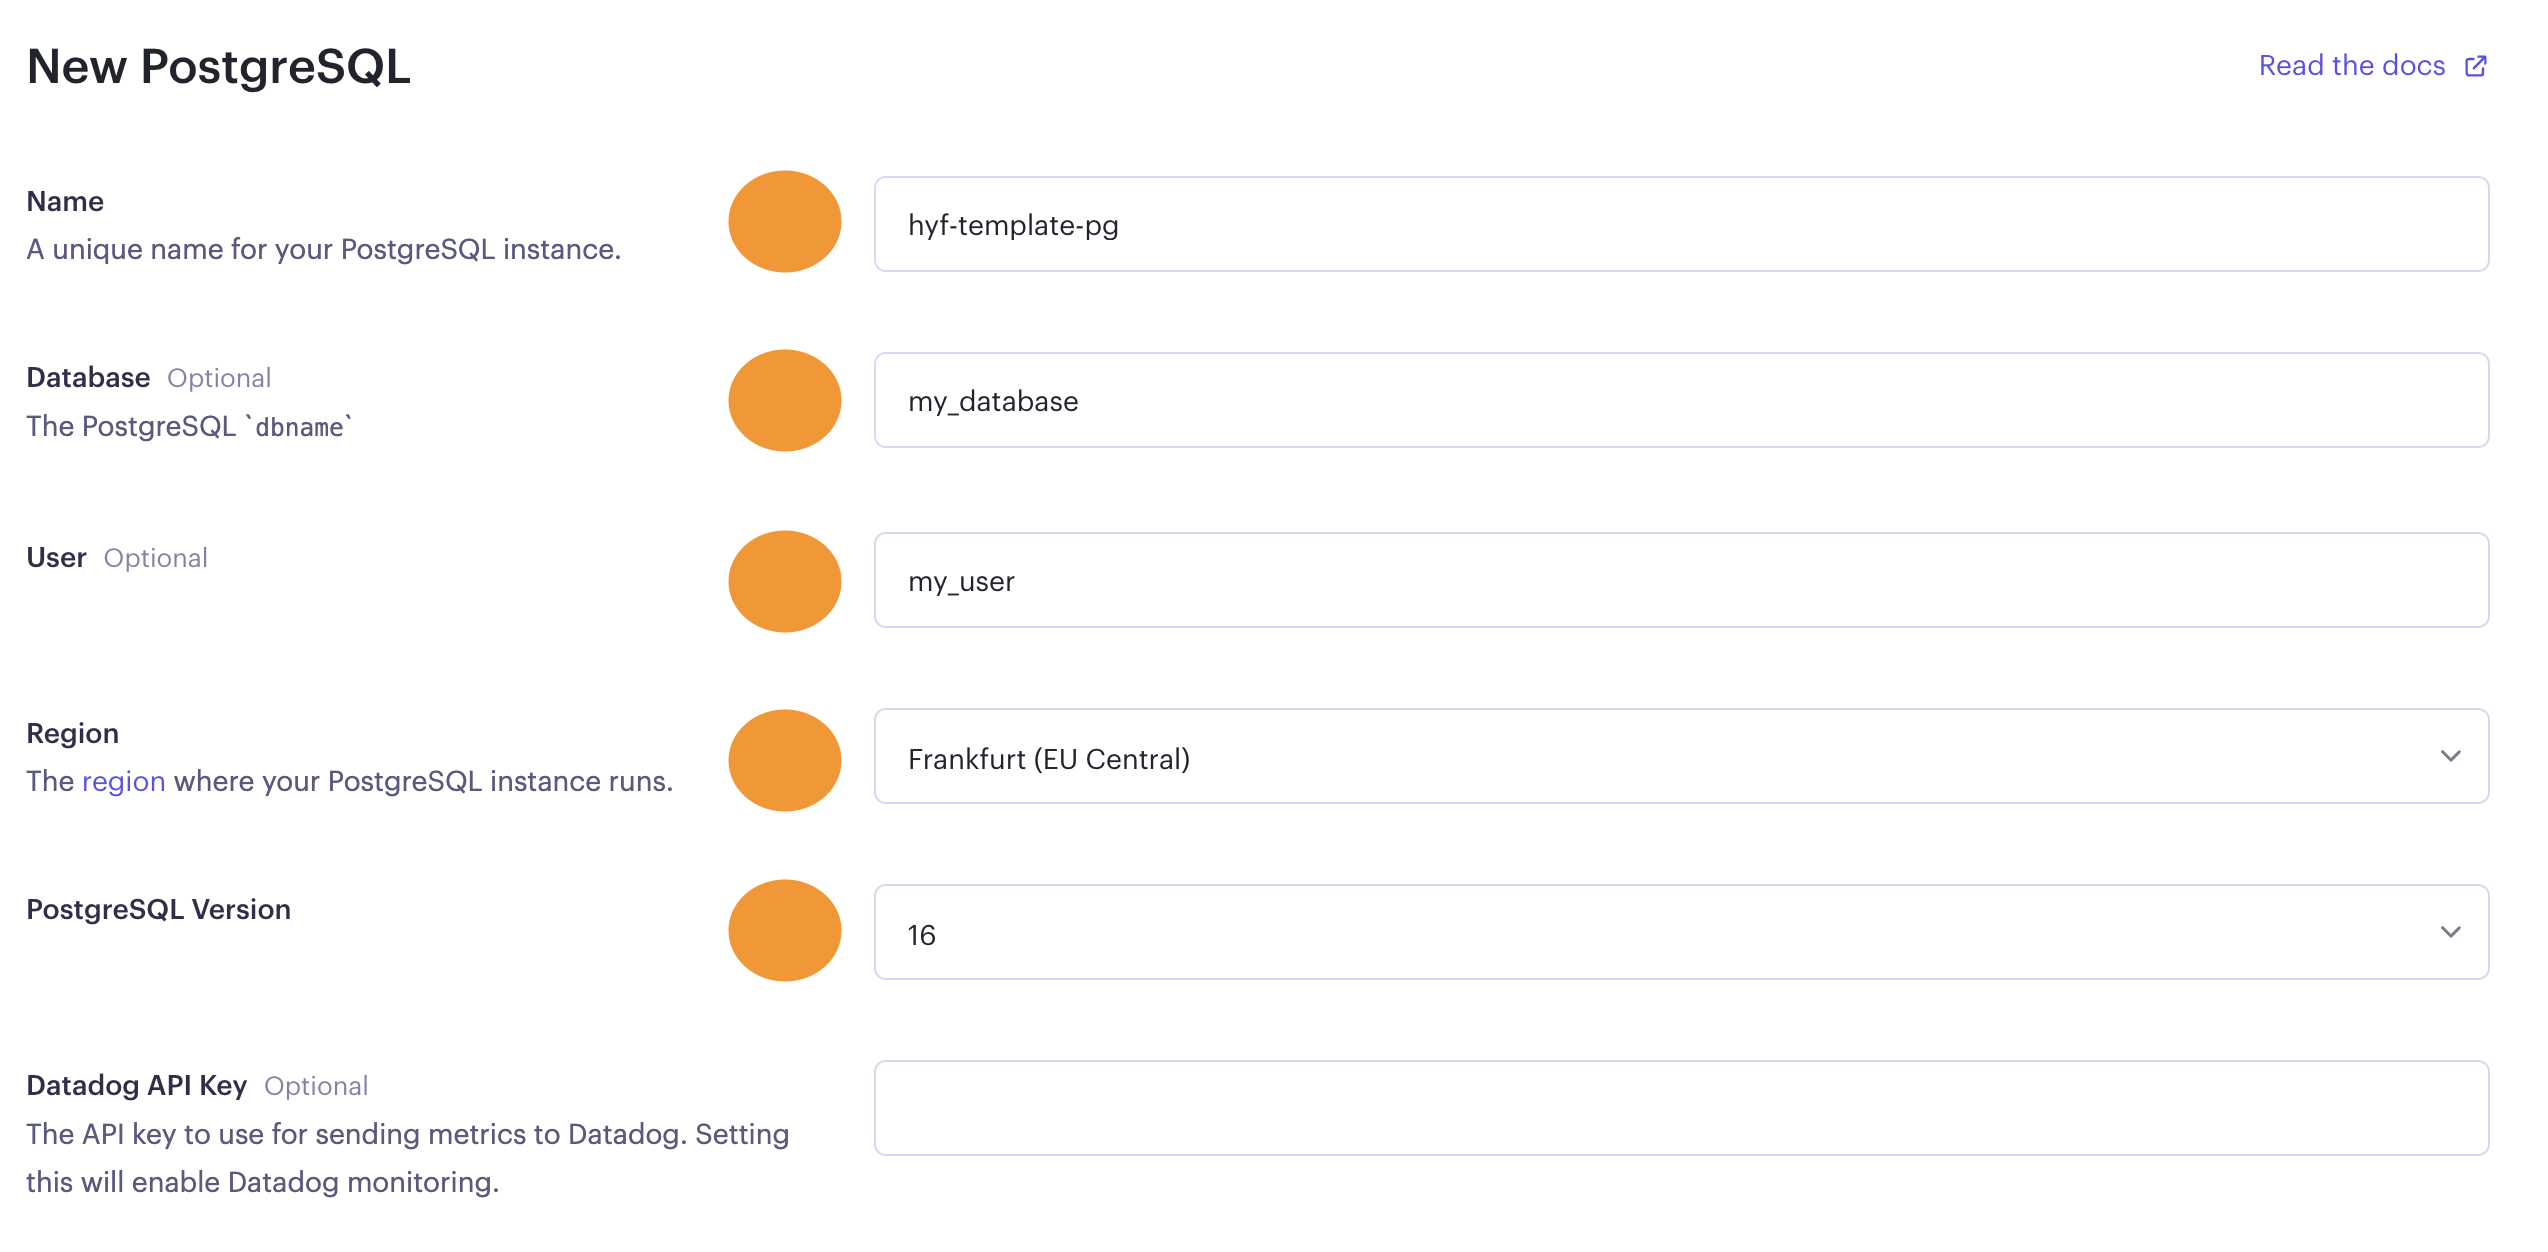 New PostgreSQL
Read the docs
Name
A unique name for your PostgreSQL instance.
hyf-template-pg
Database Optional
The PostgreSQL `dbname`
my_database
User Optional
my_user
Region
The region where your PostgreSQL instance runs.
Frankfurt (EU Central)
PostgreSQL Version
16
Datadog API Key Optional
The API key to use for sending metrics to Datadog. Setting
this will enable Datadog monitoring.